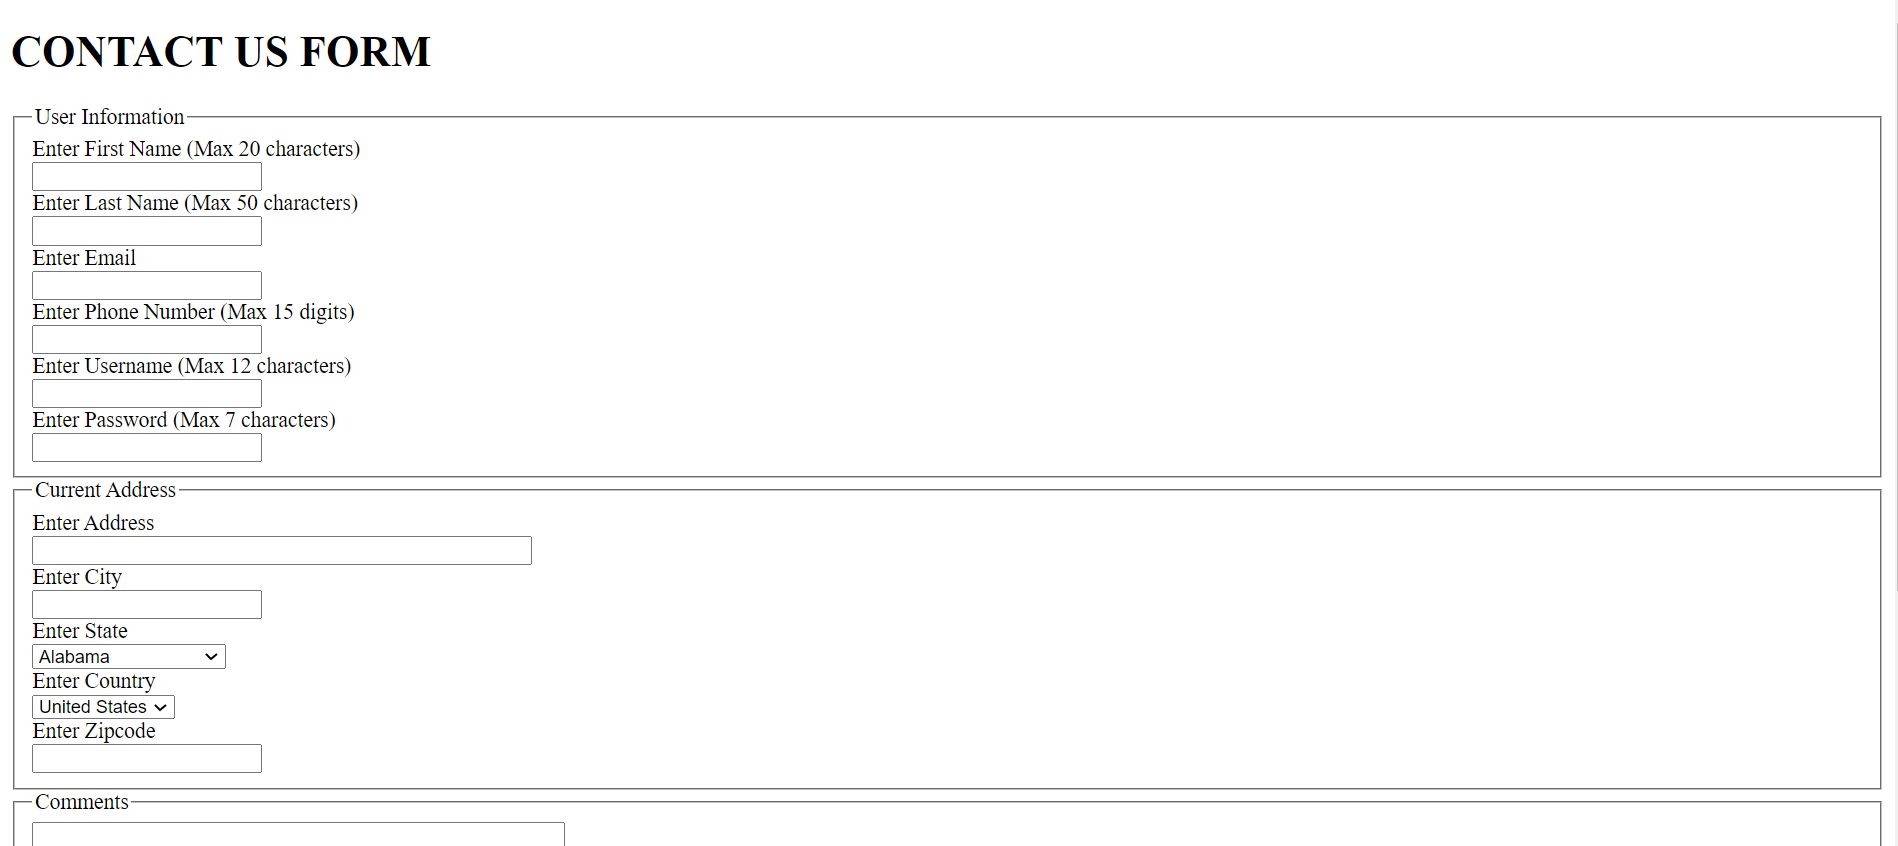 CONTACT US FORM
User Information
Enter First Name (Max 20 characters)
Enter Last Name (Max 50 characters)
Enter Email
Enter Phone Number (Max 15 digits)
Enter Username (Max 12 characters)
Enter Password (Max 7 characters)
Current Address
Enter Address
Enter City
Enter State
Alabama
Enter Country
United States
Enter Zipcode
Comments